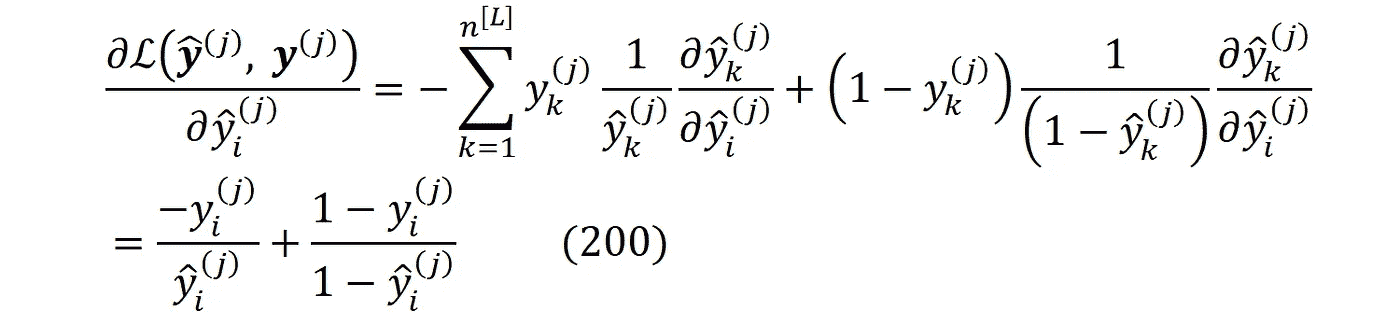 ∂ℒ(ŷ^(j), y^(j))/∂ŷ_i^(j) = −∑_{k=1}^{n^[L]} y_k^(j) 1/ŷ_k^(j) ∂ŷ_k^(j)/∂ŷ_i^(j) + (1 − y_k^(j)) 1/(1 − ŷ_k^(j)) ∂ŷ_k^(j)/∂ŷ_i^(j)
= −y_i^(j)/ŷ_i^(j) + (1 − y_i^(j))/(1 − ŷ_i^(j)) (200)